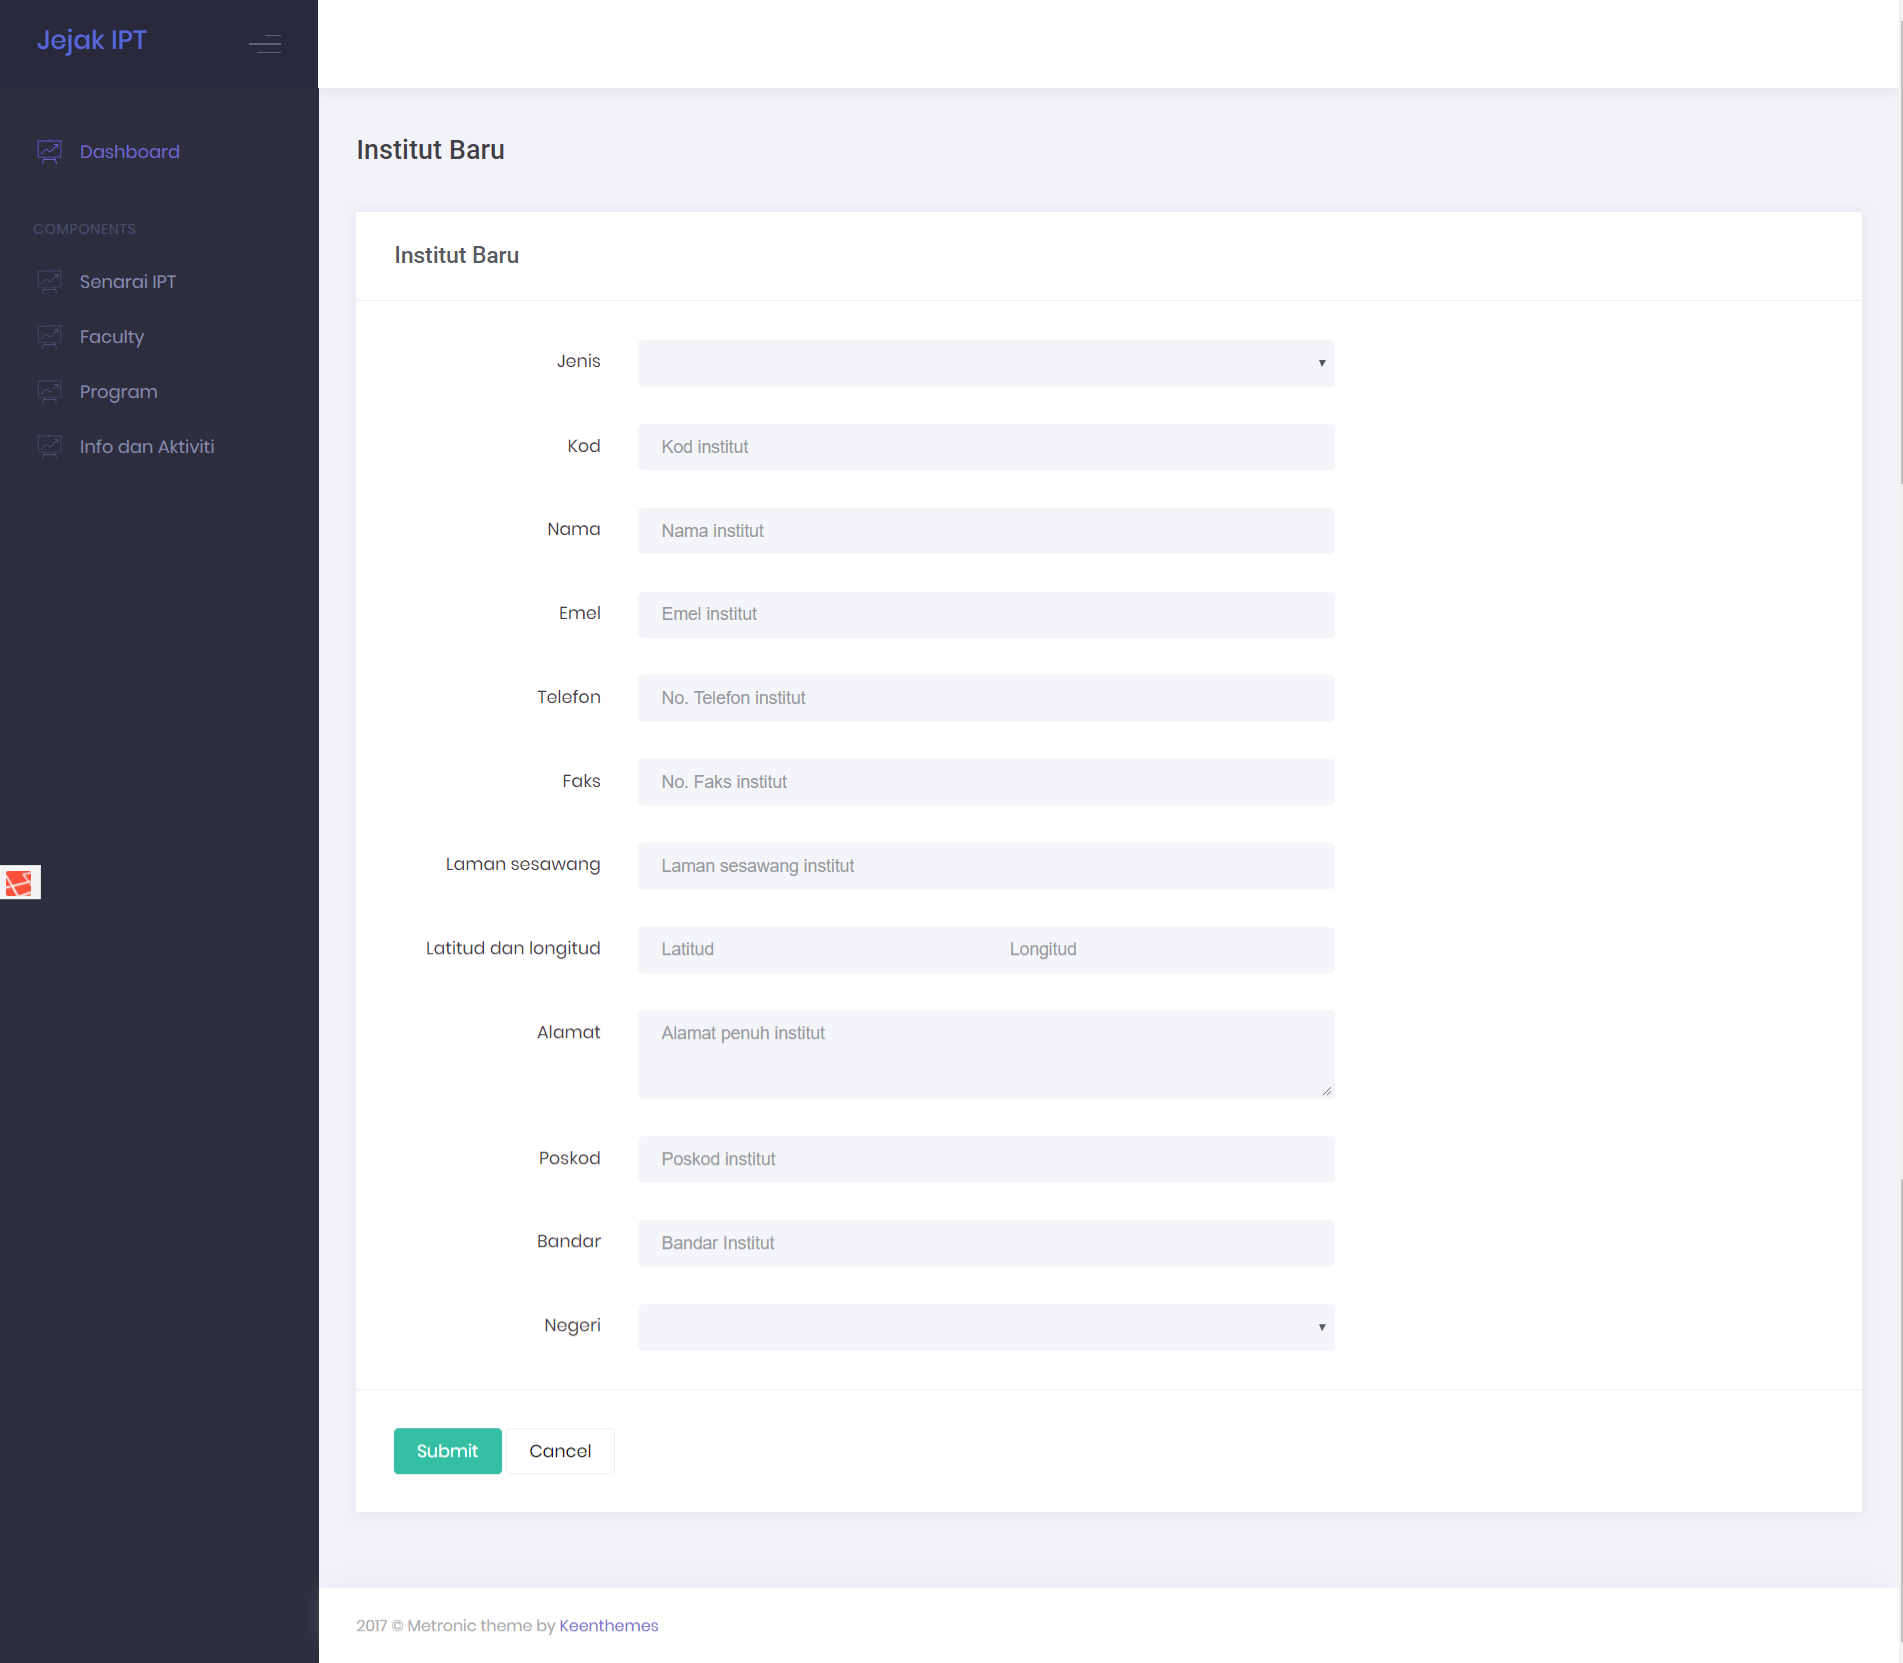 Jejak IPT
Dashboard
COMPONENTS
Senarai IPT
Faculty
Program
Info dan Aktiviti
Institut Baru
Institut Baru
Jenis
Kod
Kod institut
Nama
Nama institut
Emel
Emel institut
Telefon
No. Telefon institut
Faks
No. Faks institut
Laman sesawang
Laman sesawang institut
Latitud dan longitud
Latitud
Longitud
Alamat
Alamat penuh institut
Poskod
Poskod institut
Bandar
Bandar Institut
Negeri
Submit
Cancel
2017 © Metronic theme by Keenthemes